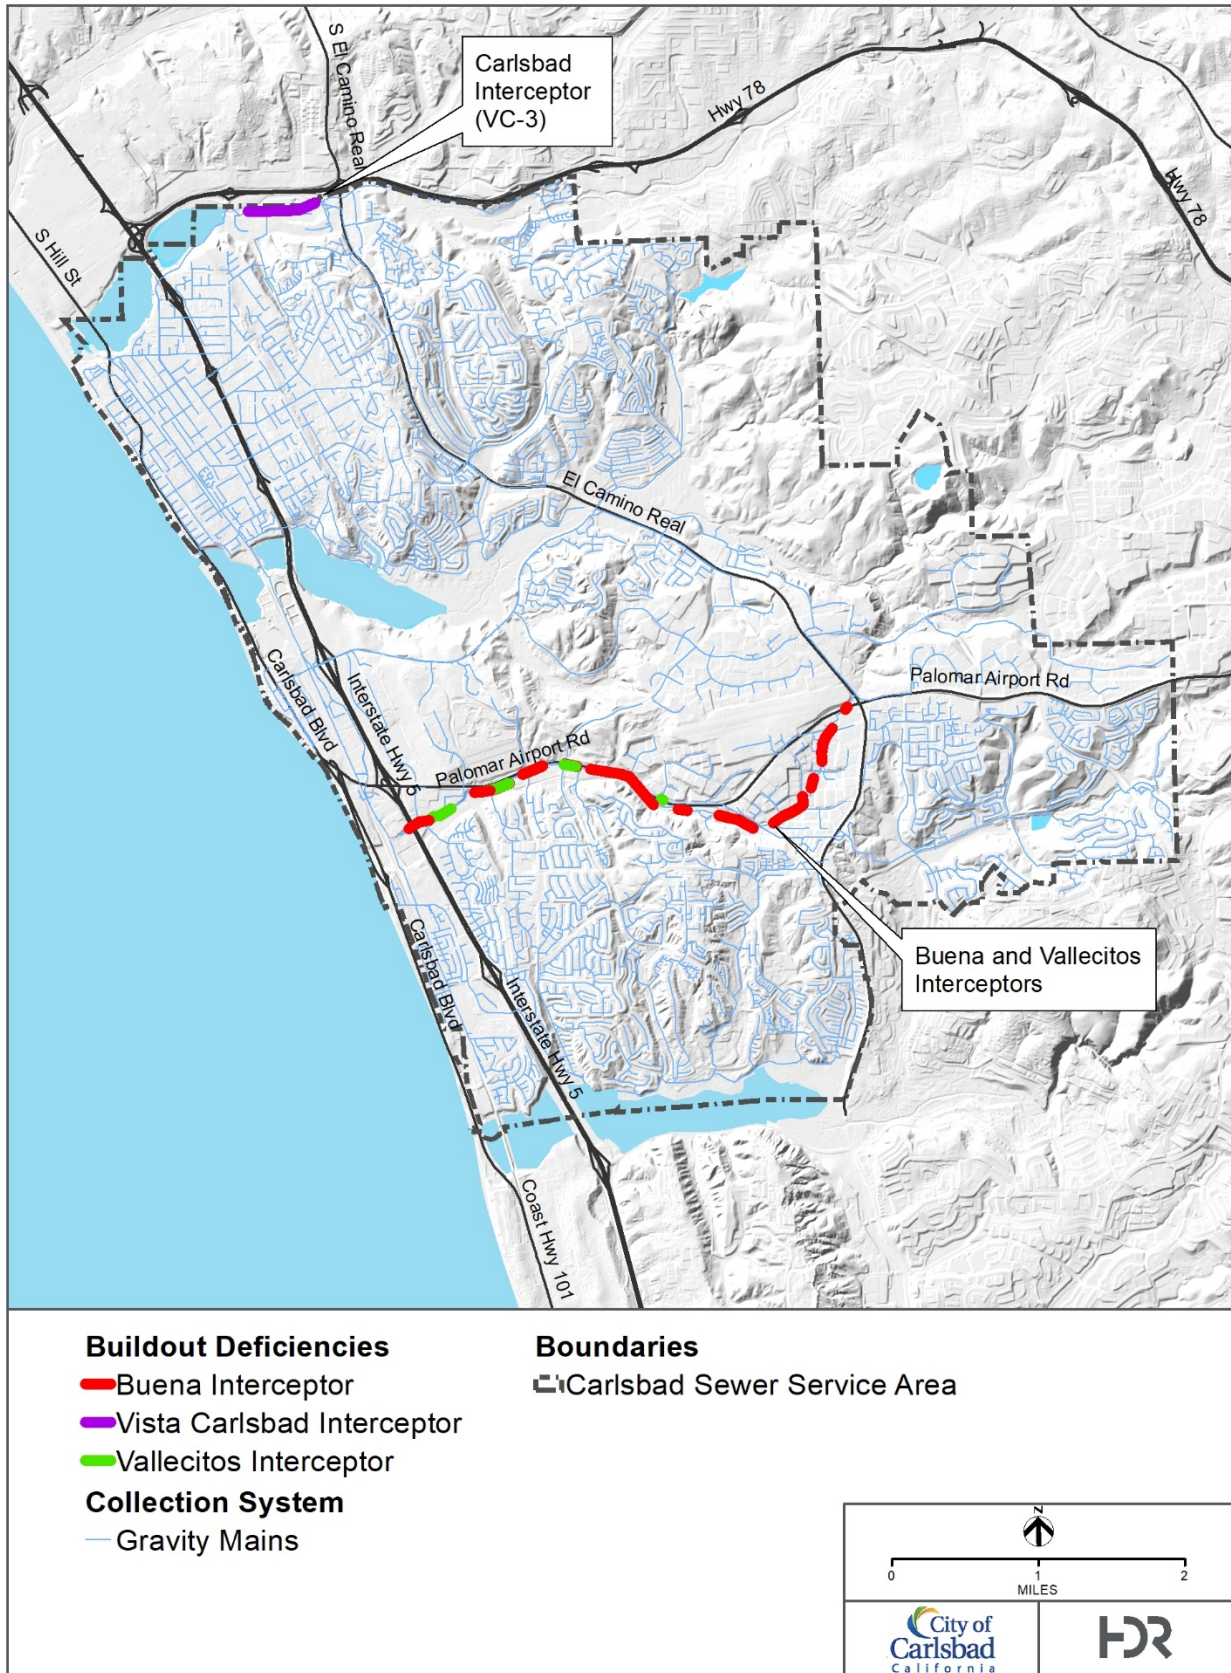 Carlsbad
Interceptor
(VC-3)
S El Camino Real
Hwy 78
Hwy 78
S Hill St
El Camino Real
Palomar Airport Rd
Carlsbad Blvd
Interstate Hwy 5
Palomar Airport Rd
Buena and Vallecitos
Interceptors
Carlsbad Blvd
Interstate Hwy 5
Coast Hwy 101
Buildout Deficiencies
Buena Interceptor
Vista Carlsbad Interceptor
Vallecitos Interceptor
Collection System
Gravity Mains
Boundaries
Carlsbad Sewer Service Area
N
0 1 2
MILES
City of
Carlsbad
California
HDR